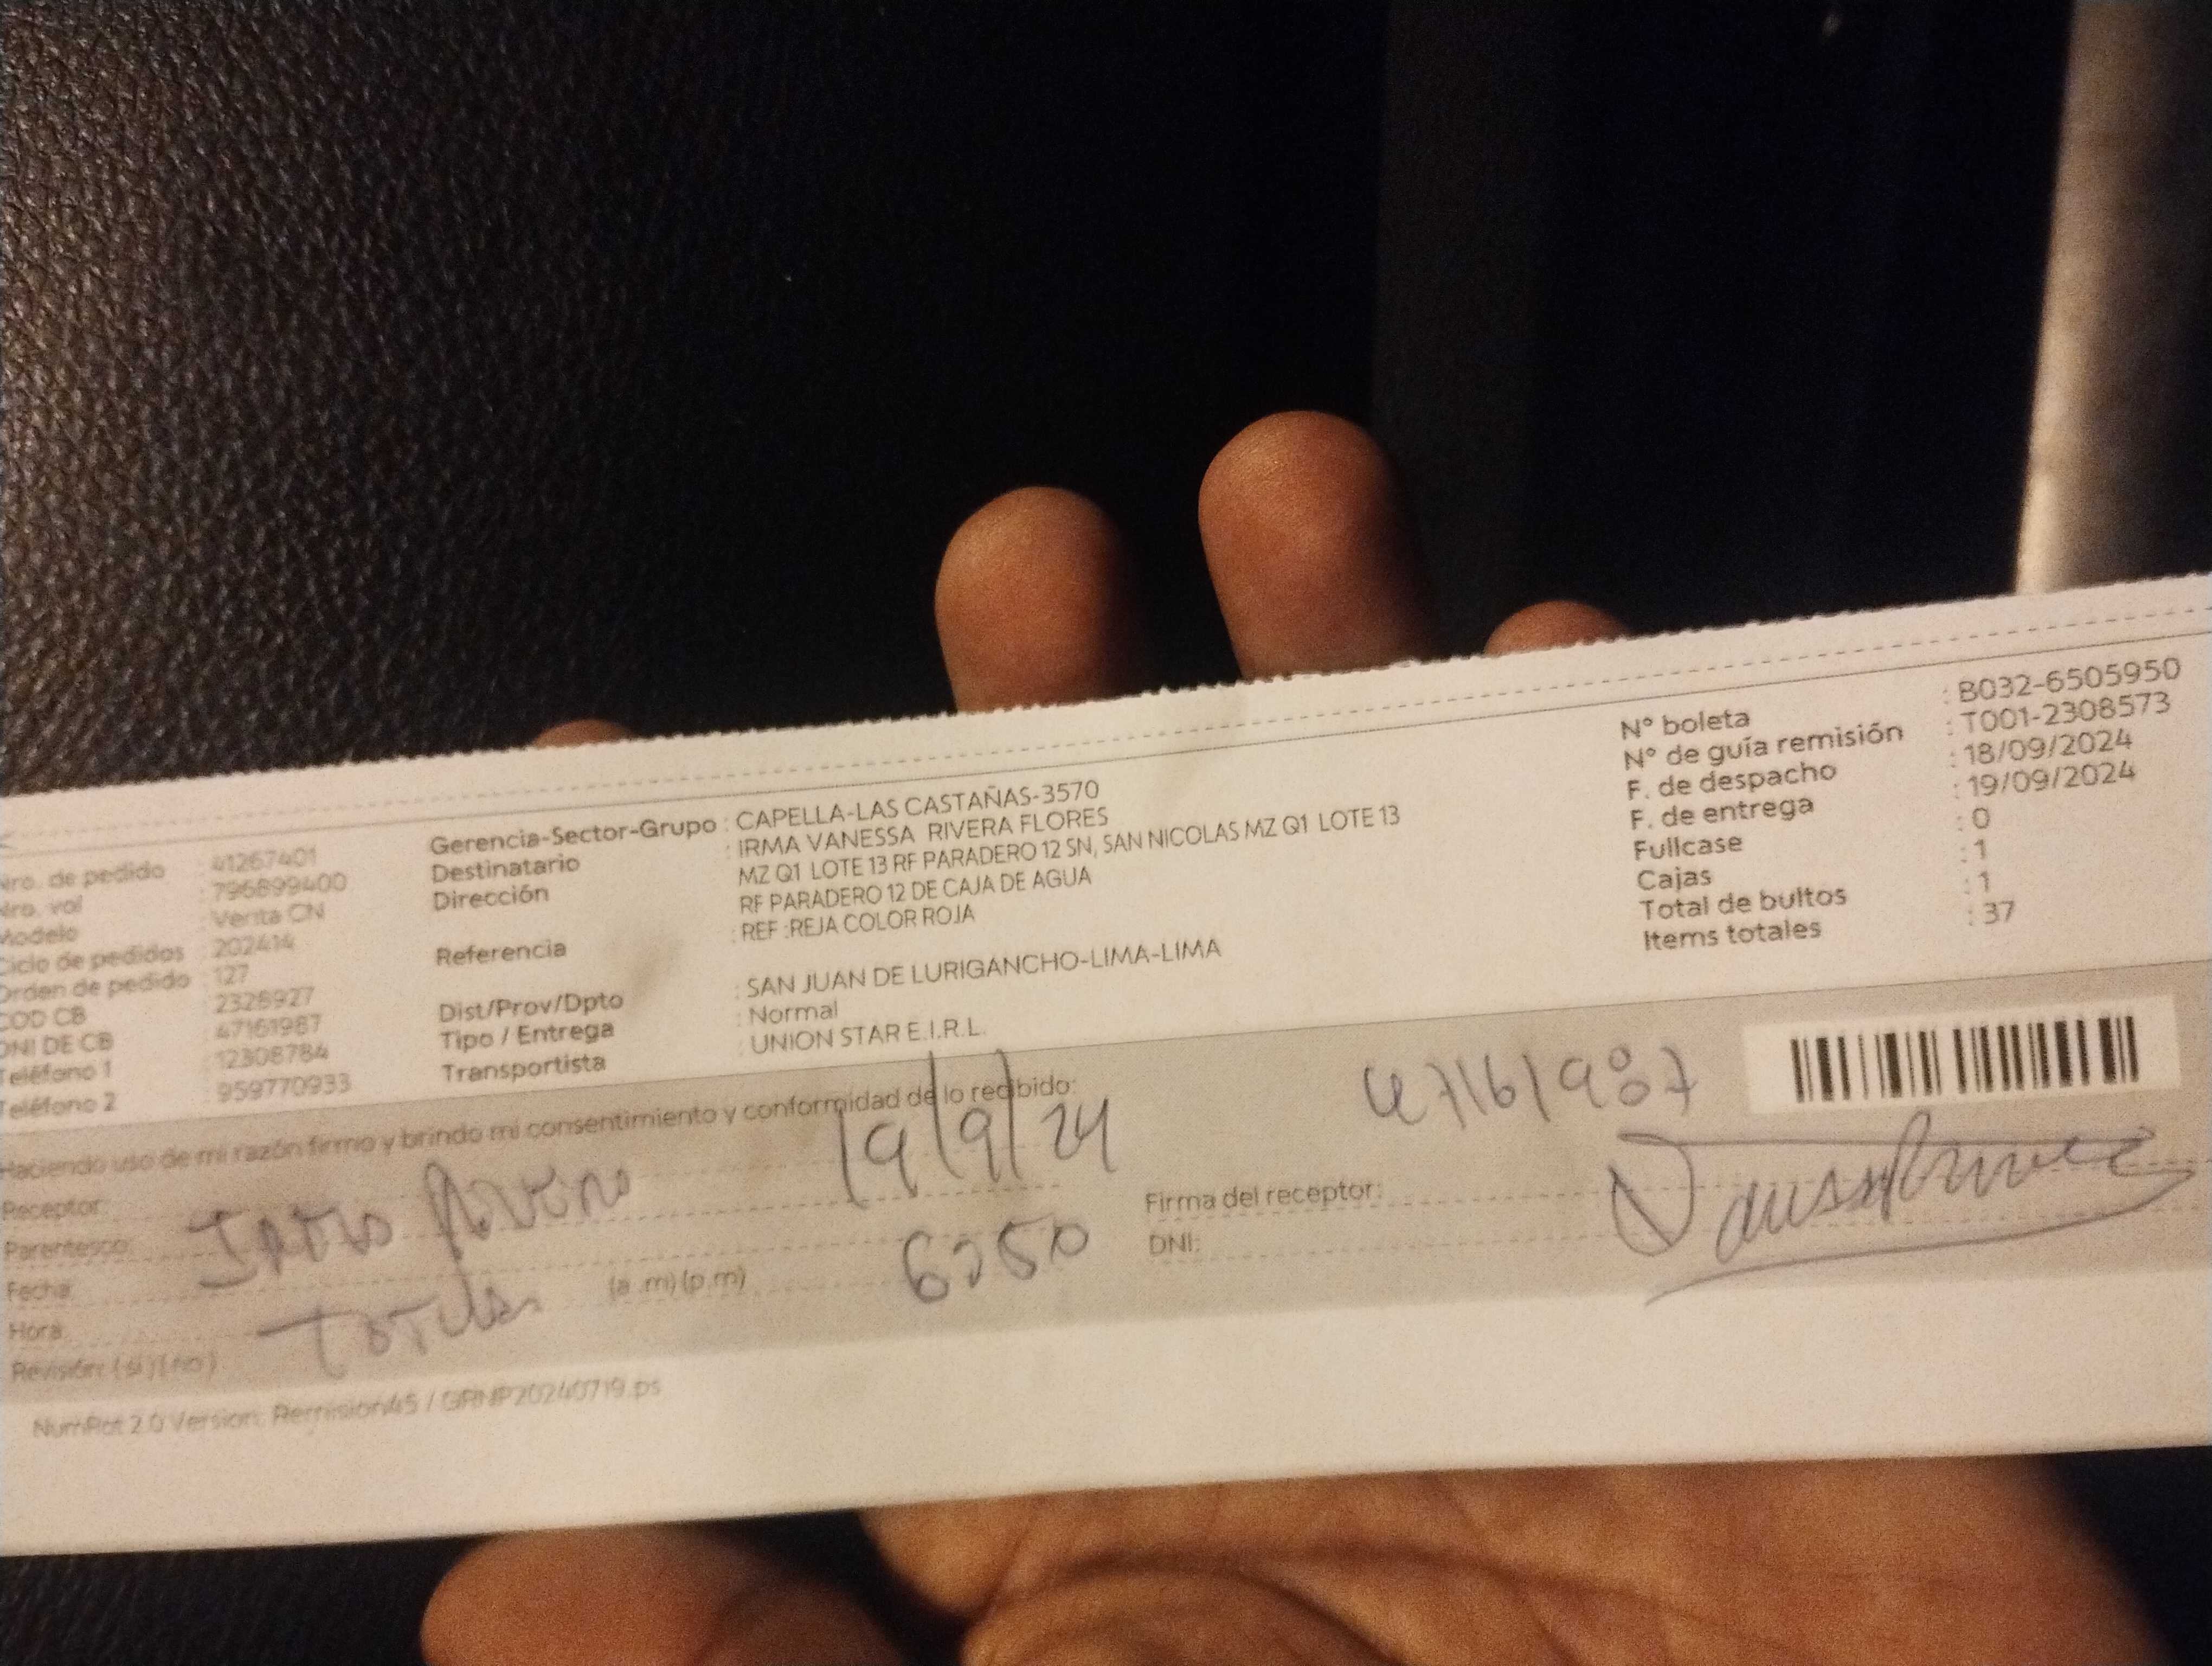 Nro. de pedido : 41267401
Nro. vol : 796899400
Modelo : Venta CN
Ciclo de pedidos : 202414
Orden de pedido : 127
COD CB : 2328927
DNI DE CB : 47161987
Teléfono 1 : 12308784
Teléfono 2 : 959770933
Gerencia-Sector-Grupo : CAPELLA-LAS CASTAÑAS-3570
Destinatario : IRMA VANESSA RIVERA FLORES
Dirección : MZ Q1 LOTE 13 RF PARADERO 12 SN, SAN NICOLAS MZ Q1 LOTE 13
RF PARADERO 12 DE CAJA DE AGUA
Referencia : REF :REJA COLOR ROJA
Dist/Prov/Dpto : SAN JUAN DE LURIGANCHO-LIMA-LIMA
Tipo / Entrega : Normal
Transportista : UNION STAR E.I.R.L.
N° boleta : B032-6505950
N° de guía remisión : T001-2308573
F. de despacho : 18/09/2024
F. de entrega : 19/09/2024
Fullcase : 0
Cajas : 1
Total de bultos : 1
Items totales : 37
Haciendo uso de mi razón firmo y brindo mi consentimiento y conformidad de lo recibido:
19/9/24
47161987
Receptor:
Parentesco:
Fecha:
Hora:
(a .m) (p.m)
6:50
Revisión: (si) (no)
Firma del receptor:
DNI:
NumRot 2.0 Version: Remision45 / GRNP20240719.ps